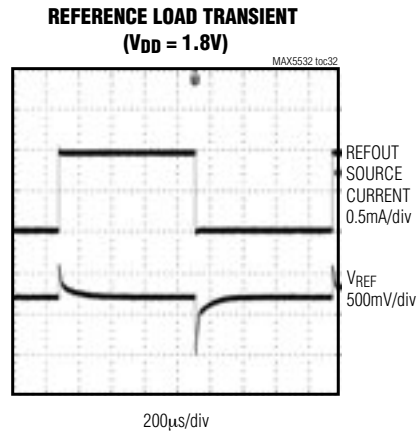 REFERENCE LOAD TRANSIENT
(VDD = 1.8V)
MAX5532 toc32
REFOUT
SOURCE
CURRENT
0.5mA/div
VREF
500mV/div
200μs/div